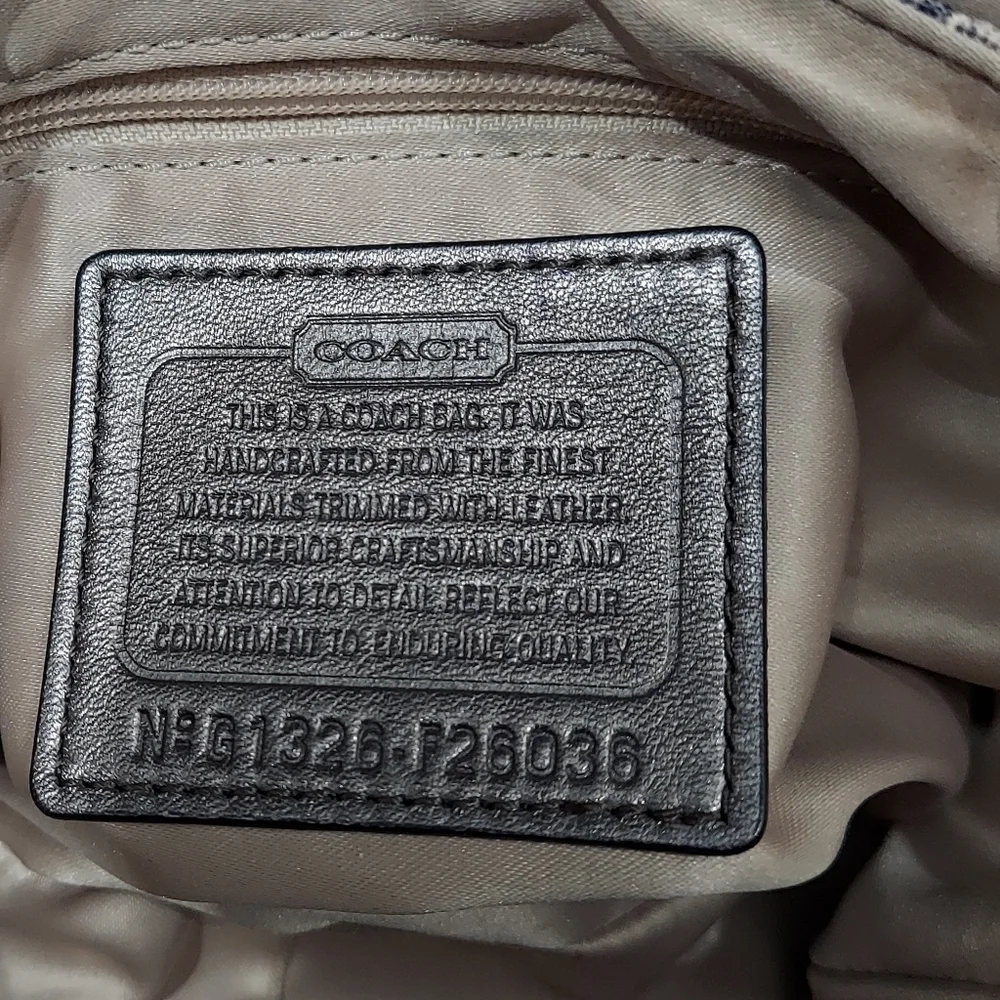 COACH
THIS IS A COACH BAG. IT WAS
HANDCRAFTED FROM THE FINEST
MATERIALS TRIMMED WITH LEATHER.
ITS SUPERIOR CRAFTSMANSHIP AND
ATTENTION TO DETAIL REFLECT OUR
COMMITMENT TO ENDURING QUALITY.
Nº G1326-F26036